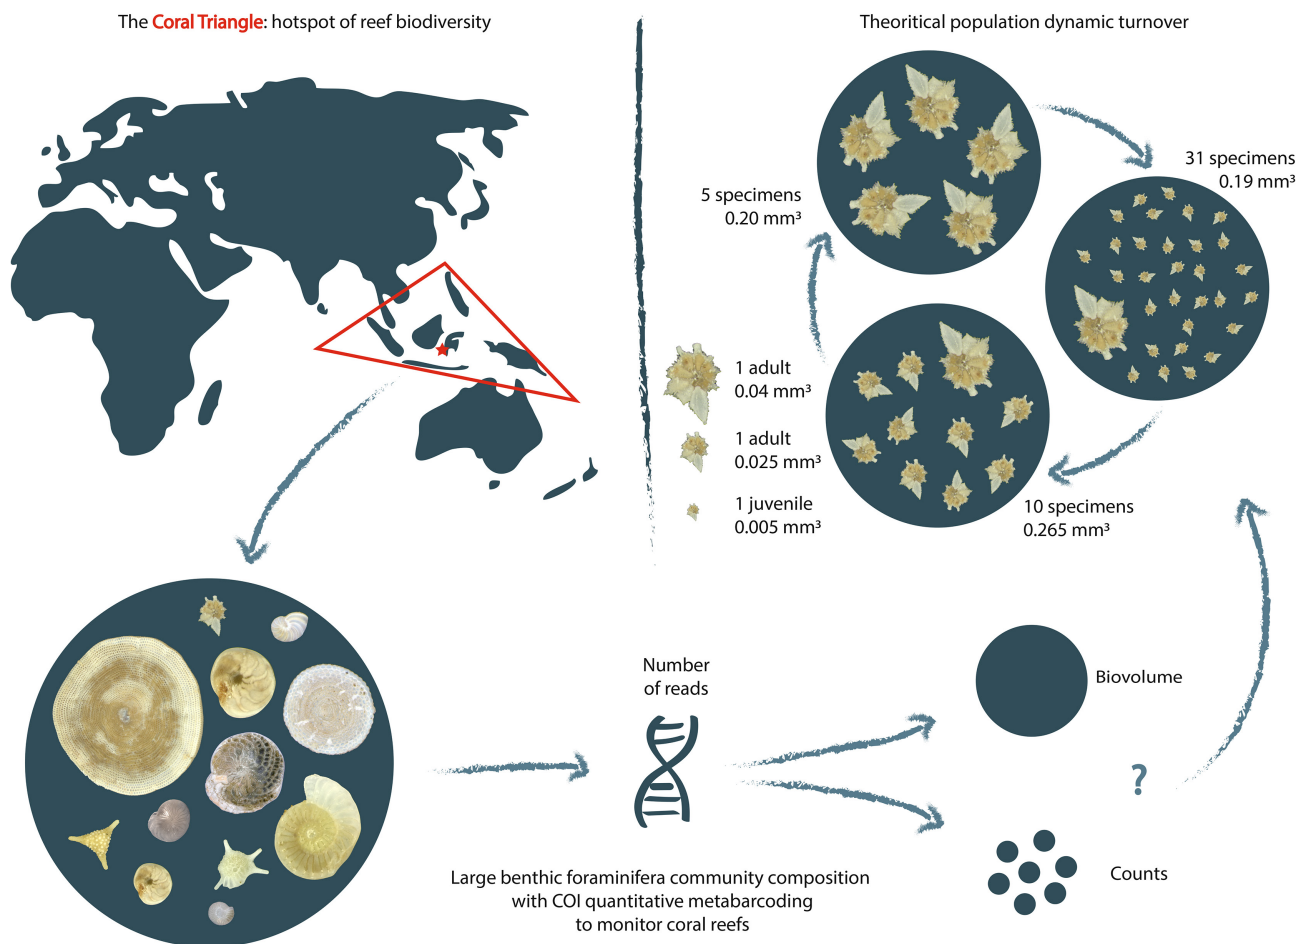 The Coral Triangle: hotspot of reef biodiversity
Theoritical population dynamic turnover
31 specimens
0.19 mm³
5 specimens
0.20 mm³
1 adult
0.04 mm³
1 adult
0.025 mm³
1 juvenile
0.005 mm³
10 specimens
0.265 mm³
Number
of reads
Biovolume
?
Counts
Large benthic foraminifera community composition
with COI quantitative metabarcoding
to monitor coral reefs